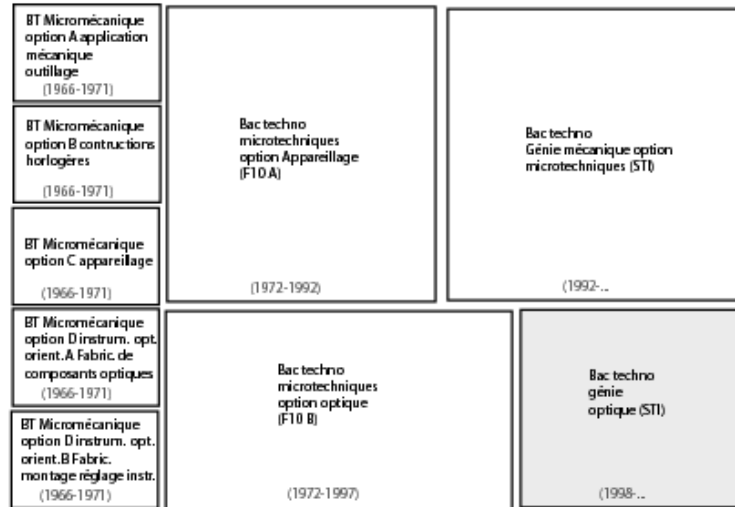 BT Micromécanique
option A application
mécanique
outillage
(1966-1971)
BT Micromécanique
option B contructions
horlogères
(1966-1971)
BT Micromécanique
option C appareillage
(1966-1971)
BT Micromécanique
option D instrum. opt.
orient. A Fabric. de
composants optiques
(1966-1971)
BT Micromécanique
option D instrum. opt.
orient. B Fabric.
montage réglage instr.
(1966-1971)
Bac techno
microtechniques
option Appareillage
(F10 A)
(1972-1992)
Bac techno
Génie mécanique option
microtechniques (STI)
(1992-...
Bac techno
microtechniques
option optique
(F10 B)
(1972-1997)
Bac techno
génie
optique (STI)
(1998-...